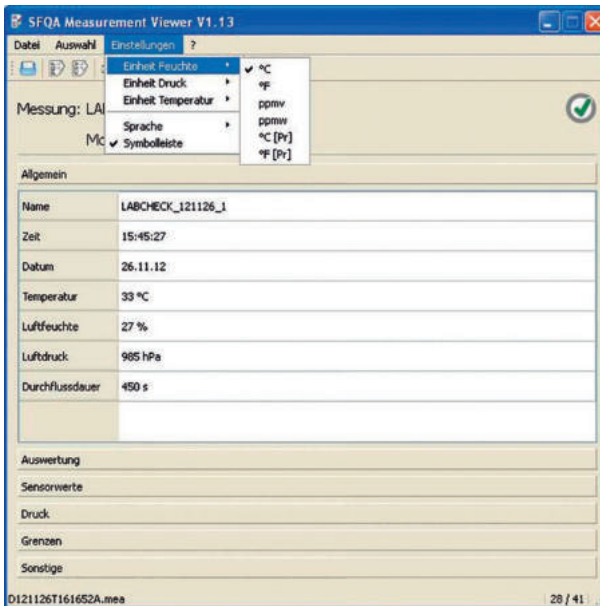 SFQA Measurement Viewer V1.13
Datei Auswahl Einstellungen ?
Einheit Feuchte
Einheit Druck
Einheit Temperatur
Sprache
Symbolleiste
°C
°F
ppmv
ppmw
°C [Pr]
°F [Pr]
Messung: LA
Mo
Allgemein
Name LABCHECK_121126_1
Zeit 15:45:27
Datum 26.11.12
Temperatur 33 °C
Luftfeuchte 27 %
Luftdruck 985 hPa
Durchflussdauer 450 s
Auswertung
Sensorwerte
Druck
Grenzen
Sonstige
D121126T161652A.mea 28 / 41